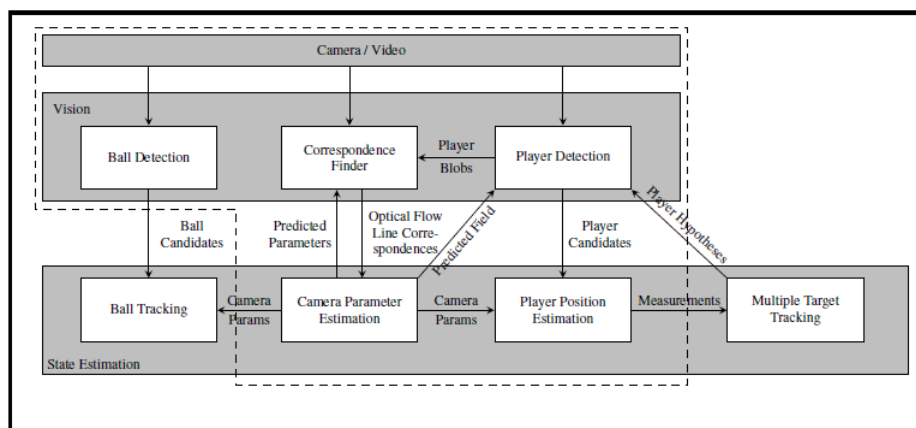 Camera / Video
Vision
Ball Detection
Correspondence
Finder
Player
Blobs
Player Detection
Ball
Candidates
Predicted
Parameters
Optical Flow
Line Corre-
spondences
Predicted Field
Player
Candidates
Player Hypotheses
Ball Tracking
Camera
Params
Camera Parameter
Estimation
Camera
Params
Player Position
Estimation
Measurements
Multiple Target
Tracking
State Estimation